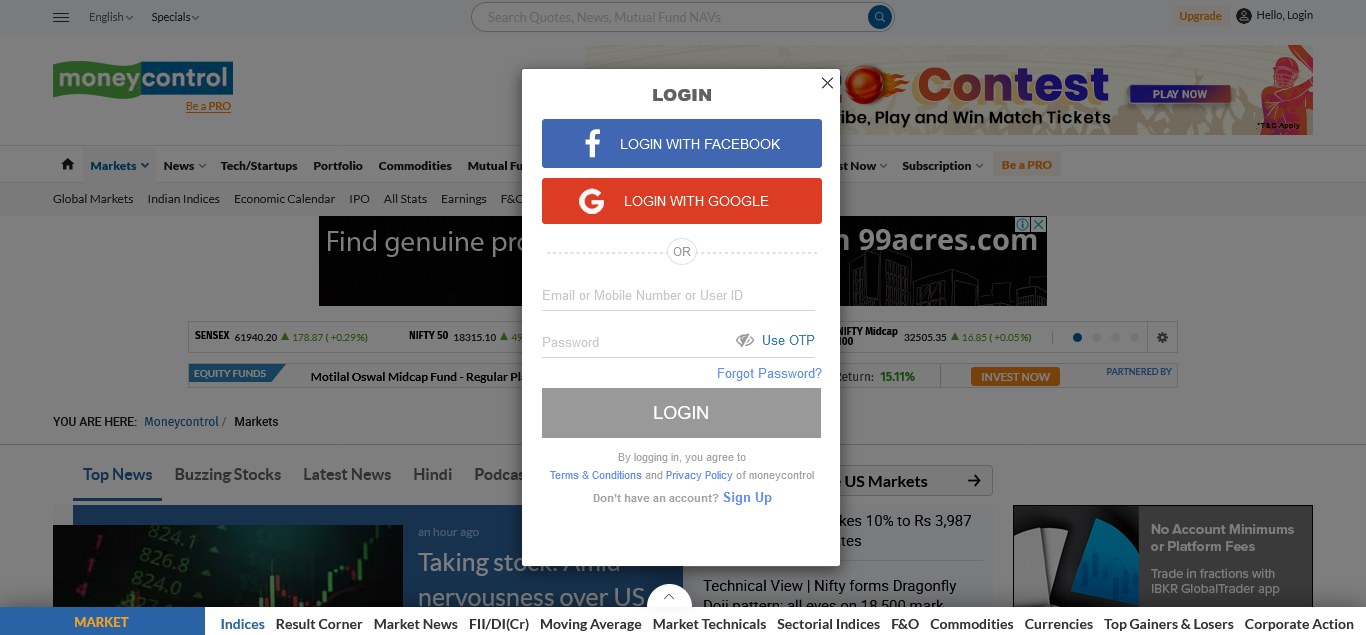 English
Specials
Search Quotes, News, Mutual Fund NAVs
Upgrade
Hello, Login
moneycontrol
Be a PRO
Contest
PLAY NOW
ibe, Play and Win Match Tickets
*T&C Apply
LOGIN
LOGIN WITH FACEBOOK
LOGIN WITH GOOGLE
OR
Email or Mobile Number or User ID
Password
Use OTP
Forgot Password?
LOGIN
By logging in, you agree to
Terms & Conditions and Privacy Policy of moneycontrol
Don't have an account? Sign Up
Markets
News
Tech/Startups
Portfolio
Commodities
Mutual Fu
st Now
Subscription
Be a PRO
Global Markets
Indian Indices
Economic Calendar
IPO
All Stats
Earnings
F&O
Find genuine pro
n 99acres.com
SENSEX 61940.20 178.87 ( +0.29%)
NIFTY 50 18315.10 49
NIFTY Midcap
100
32505.35 16.85 ( +0.05%)
EQUITY FUNDS
Motilal Oswal Midcap Fund - Regular Pl
Return: 15.11%
INVEST NOW
PARTNERED BY
YOU ARE HERE: Moneycontrol / Markets
Top News
Buzzing Stocks
Latest News
Hindi
Podcas
US Markets
824.0
826.8
824.0
an hour ago
Taking stock: Amid
nervousness over US
kes 10% to Rs 3,987
tes
Technical View | Nifty forms Dragonfly
Doji pattern; all eyes on 18,500 mark
No Account Minimums
or Platform Fees
Trade in fractions with
IBKR GlobalTrader app
MARKET
Indices
Result Corner
Market News
FII/DI(Cr)
Moving Average
Market Technicals
Sectorial Indices
F&O
Commodities
Currencies
Top Gainers & Losers
Corporate Action